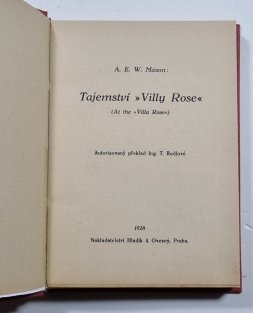 A. E. W. Mason:
Tajemství »Villy Rose«
(At the »Villa Rose«)
Autorisovaný překlad Ing. T. Rudlové
1928
Nakladatelství Hladík & Ovesný, Praha.